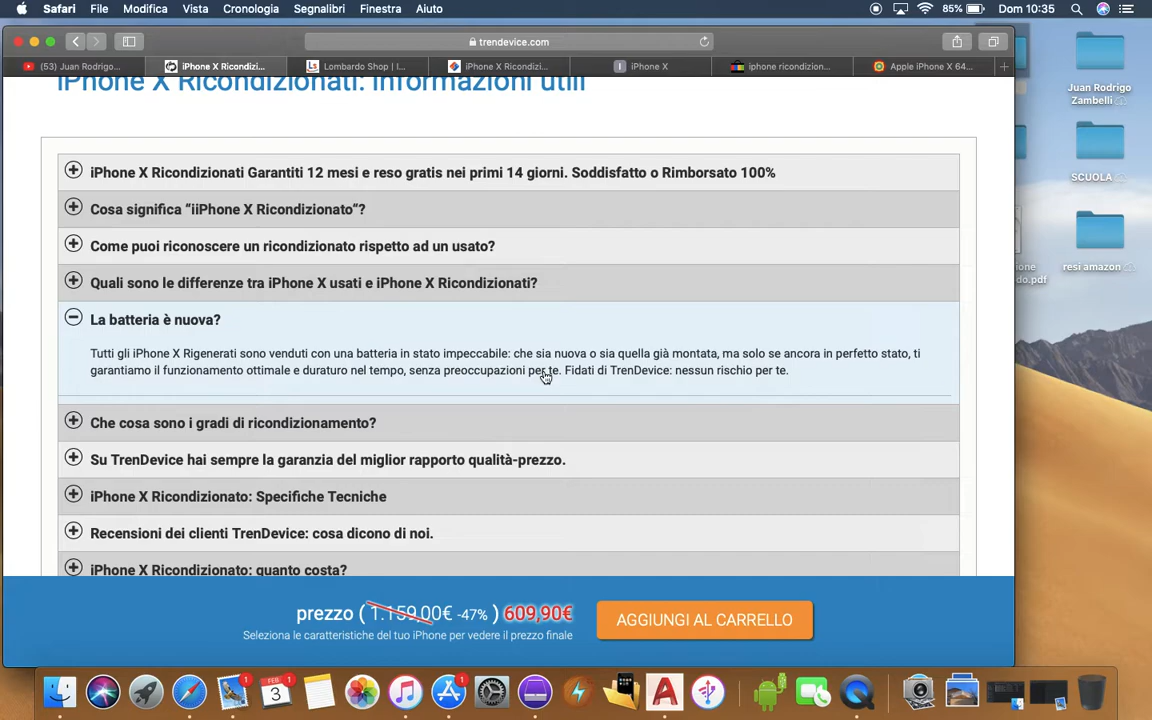 Safari File Modifica Vista Cronologia Segnalibri Finestra Aiuto 85% Dom 10:35
trendevice.com
(53) Juan Rodrigo... iPhone X Ricondizi... Lombardo Shop | I... iPhone X Ricondizi... iPhone X iphone ricondizion... Apple iPhone X 64...
iPhone X Ricondizionati: Informazioni utili
iPhone X Ricondizionati Garantiti 12 mesi e reso gratis nei primi 14 giorni. Soddisfatto o Rimborsato 100%
Cosa significa “iiPhone X Ricondizionato“?
Come puoi riconoscere un ricondizionato rispetto ad un usato?
Quali sono le differenze tra iPhone X usati e iPhone X Ricondizionati?
La batteria è nuova?
Tutti gli iPhone X Rigenerati sono venduti con una batteria in stato impeccabile: che sia nuova o sia quella già montata, ma solo se ancora in perfetto stato, ti
garantiamo il funzionamento ottimale e duraturo nel tempo, senza preoccupazioni per te. Fidati di TrenDevice: nessun rischio per te.
Che cosa sono i gradi di ricondizionamento?
Su TrenDevice hai sempre la garanzia del miglior rapporto qualità-prezzo.
iPhone X Ricondizionato: Specifiche Tecniche
Recensioni dei clienti TrenDevice: cosa dicono di noi.
iPhone X Ricondizionato: quanto costa?
prezzo ( 1.159,00€ -47% ) 609,90€
Seleziona le caratteristiche del tuo iPhone per vedere il prezzo finale
AGGIUNGI AL CARRELLO
Juan Rodrigo
Zambelli
SCUOLA
resi amazon
ione
do.pdf
FEB
3
1
1
1
1